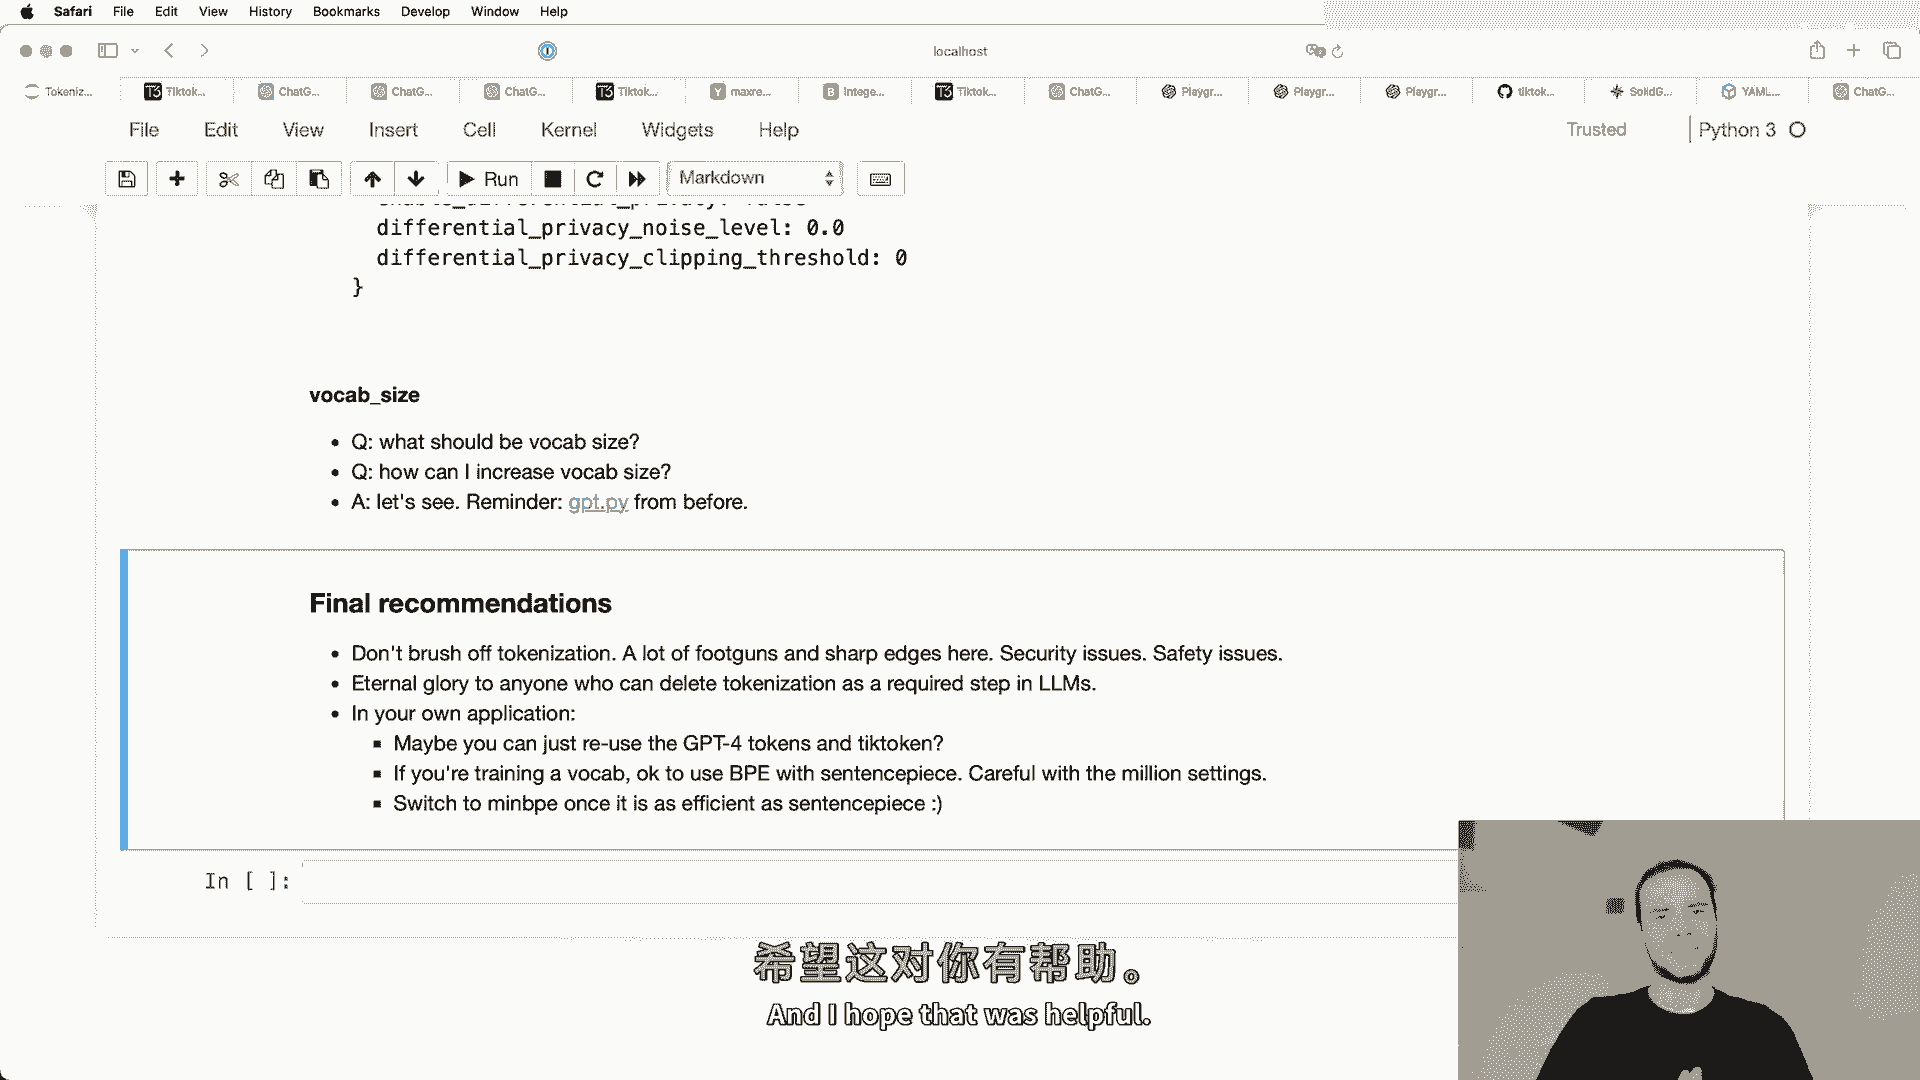 Safari File Edit View History Bookmarks Develop Window Help
localhost
Tokeniz... Tiktok... ChatG... ChatG... ChatG... Tiktok... maxre... Intege... Tiktok... ChatG... Playgr... Playgr... Playgr... tiktok... SolidG... YAML... ChatG...
File Edit View Insert Cell Kernel Widgets Help Trusted Python 3
Run Markdown
enable_differential_privacy: false
differential_privacy_noise_level: 0.0
differential_privacy_clipping_threshold: 0
}
vocab_size
• Q: what should be vocab size?
• Q: how can I increase vocab size?
• A: let's see. Reminder: gpt.py from before.
Final recommendations
• Don't brush off tokenization. A lot of footguns and sharp edges here. Security issues. Safety issues.
• Eternal glory to anyone who can delete tokenization as a required step in LLMs.
• In your own application:
▪ Maybe you can just re-use the GPT-4 tokens and tiktoken?
▪ If you're training a vocab, ok to use BPE with sentencepiece. Careful with the million settings.
▪ Switch to minbpe once it is as efficient as sentencepiece :)
In [ ]:
希望这对你有帮助。
And I hope that was helpful.